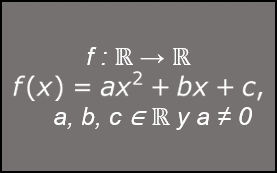 f : ℝ → ℝ
f(x) = ax² + bx + c,
a, b, c ∈ ℝ y a ≠ 0